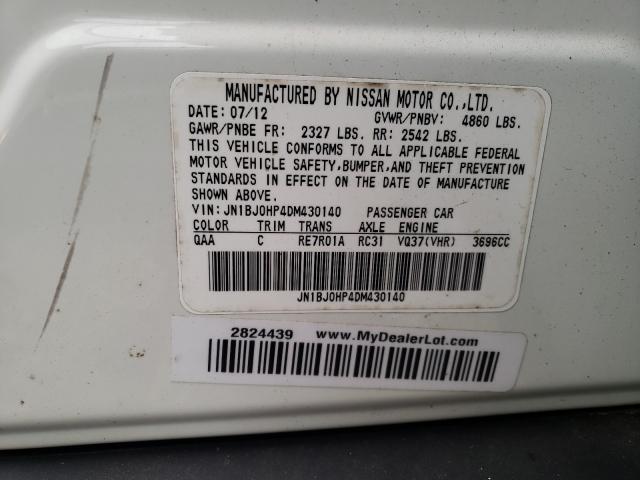 MANUFACTURED BY NISSAN MOTOR CO.,LTD.
DATE: 07/12 GVWR/PNBV: 4860 LBS.
GAWR/PNBE FR: 2327 LBS. RR: 2542 LBS.
THIS VEHICLE CONFORMS TO ALL APPLICABLE FEDERAL
MOTOR VEHICLE SAFETY,BUMPER,AND THEFT PREVENTION
STANDARDS IN EFFECT ON THE DATE OF MANUFACTURE
SHOWN ABOVE.
VIN: JN1BJ0HP4DM430140 PASSENGER CAR
COLOR TRIM TRANS AXLE ENGINE
QAA C RE7R01A RC31 VQ37(VHR) 3696CC
JN1BJ0HP4DM430140
2824439 www.MyDealerLot.com